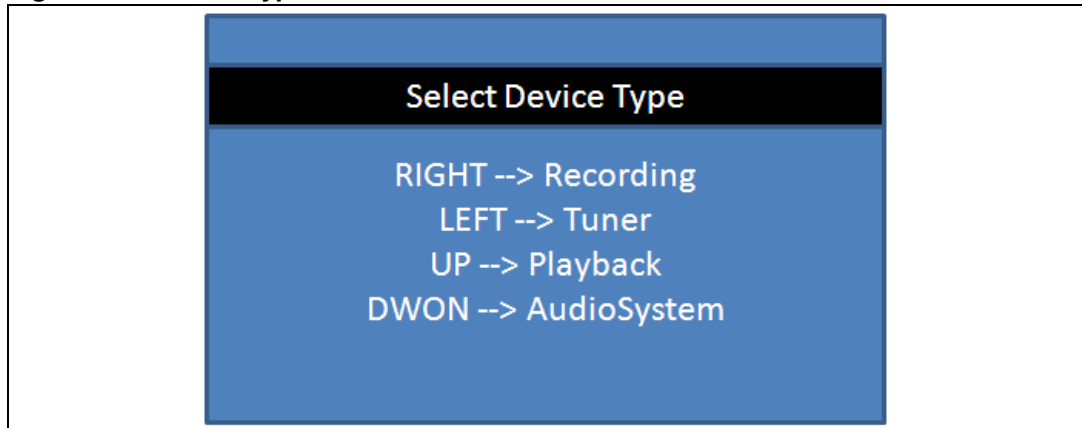 Select Device Type
RIGHT --> Recording
LEFT --> Tuner
UP --> Playback
DWON --> AudioSystem